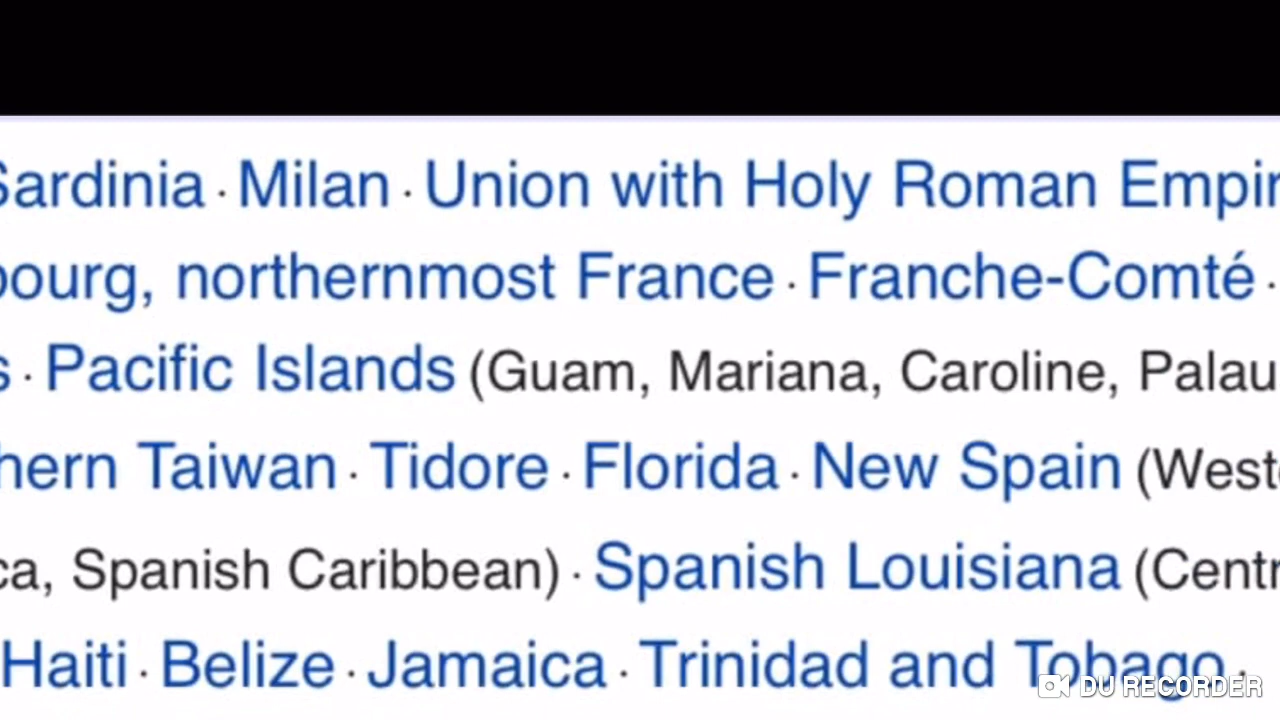 Sardinia · Milan · Union with Holy Roman Empir
bourg, northernmost France · Franche-Comté ·
s · Pacific Islands (Guam, Mariana, Caroline, Palau
hern Taiwan · Tidore · Florida · New Spain (West
ca, Spanish Caribbean) · Spanish Louisiana (Centr
Haiti · Belize · Jamaica · Trinidad and Tobago ·
DU RECORDER